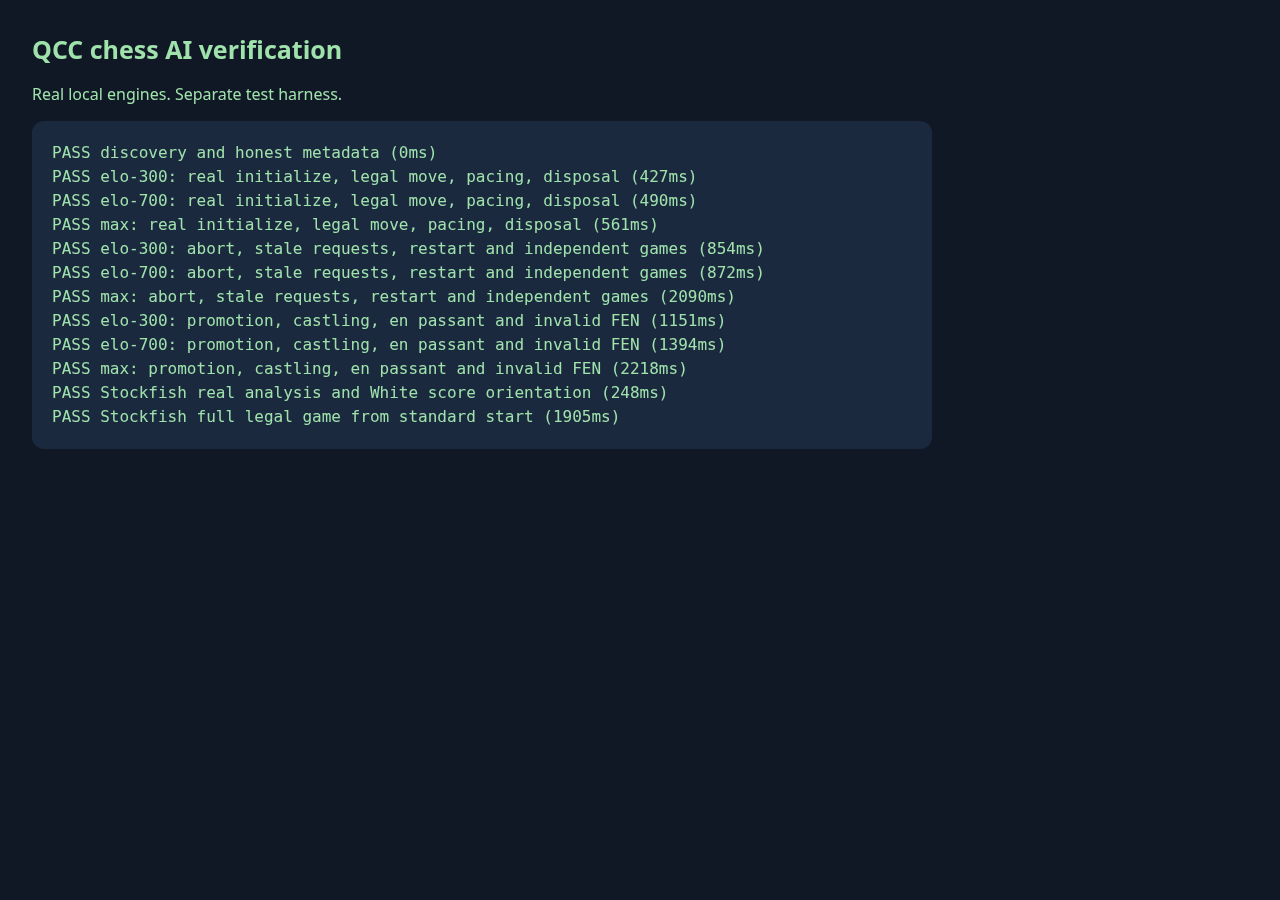 QCC chess AI verification
Real local engines. Separate test harness.
PASS discovery and honest metadata (0ms)
PASS elo-300: real initialize, legal move, pacing, disposal (427ms)
PASS elo-700: real initialize, legal move, pacing, disposal (490ms)
PASS max: real initialize, legal move, pacing, disposal (561ms)
PASS elo-300: abort, stale requests, restart and independent games (854ms)
PASS elo-700: abort, stale requests, restart and independent games (872ms)
PASS max: abort, stale requests, restart and independent games (2090ms)
PASS elo-300: promotion, castling, en passant and invalid FEN (1151ms)
PASS elo-700: promotion, castling, en passant and invalid FEN (1394ms)
PASS max: promotion, castling, en passant and invalid FEN (2218ms)
PASS Stockfish real analysis and White score orientation (248ms)
PASS Stockfish full legal game from standard start (1905ms)